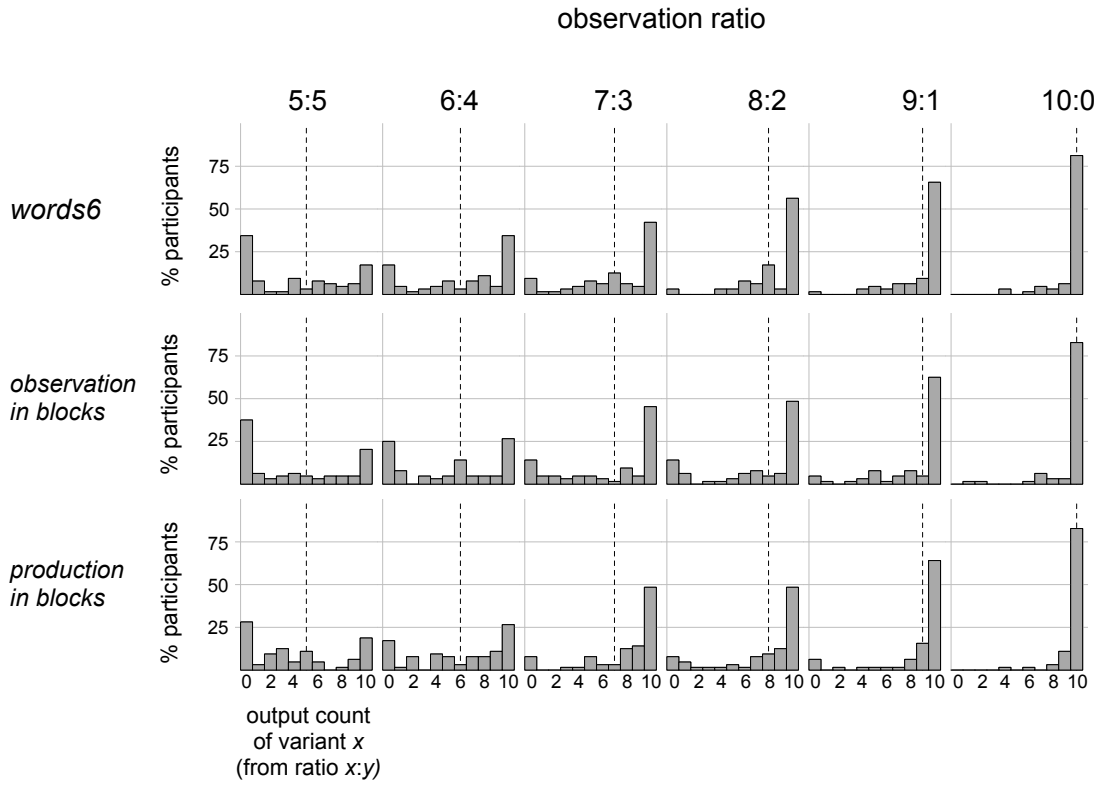 observation ratio
5:5 6:4 7:3 8:2 9:1 10:0
words6
% participants
75
50
25
observation
in blocks
% participants
75
50
25
production
in blocks
% participants
75
50
25
0 2 4 6 8 10 0 2 4 6 8 10 0 2 4 6 8 10 0 2 4 6 8 10 0 2 4 6 8 10 0 2 4 6 8 10
output count
of variant x
(from ratio x:y)